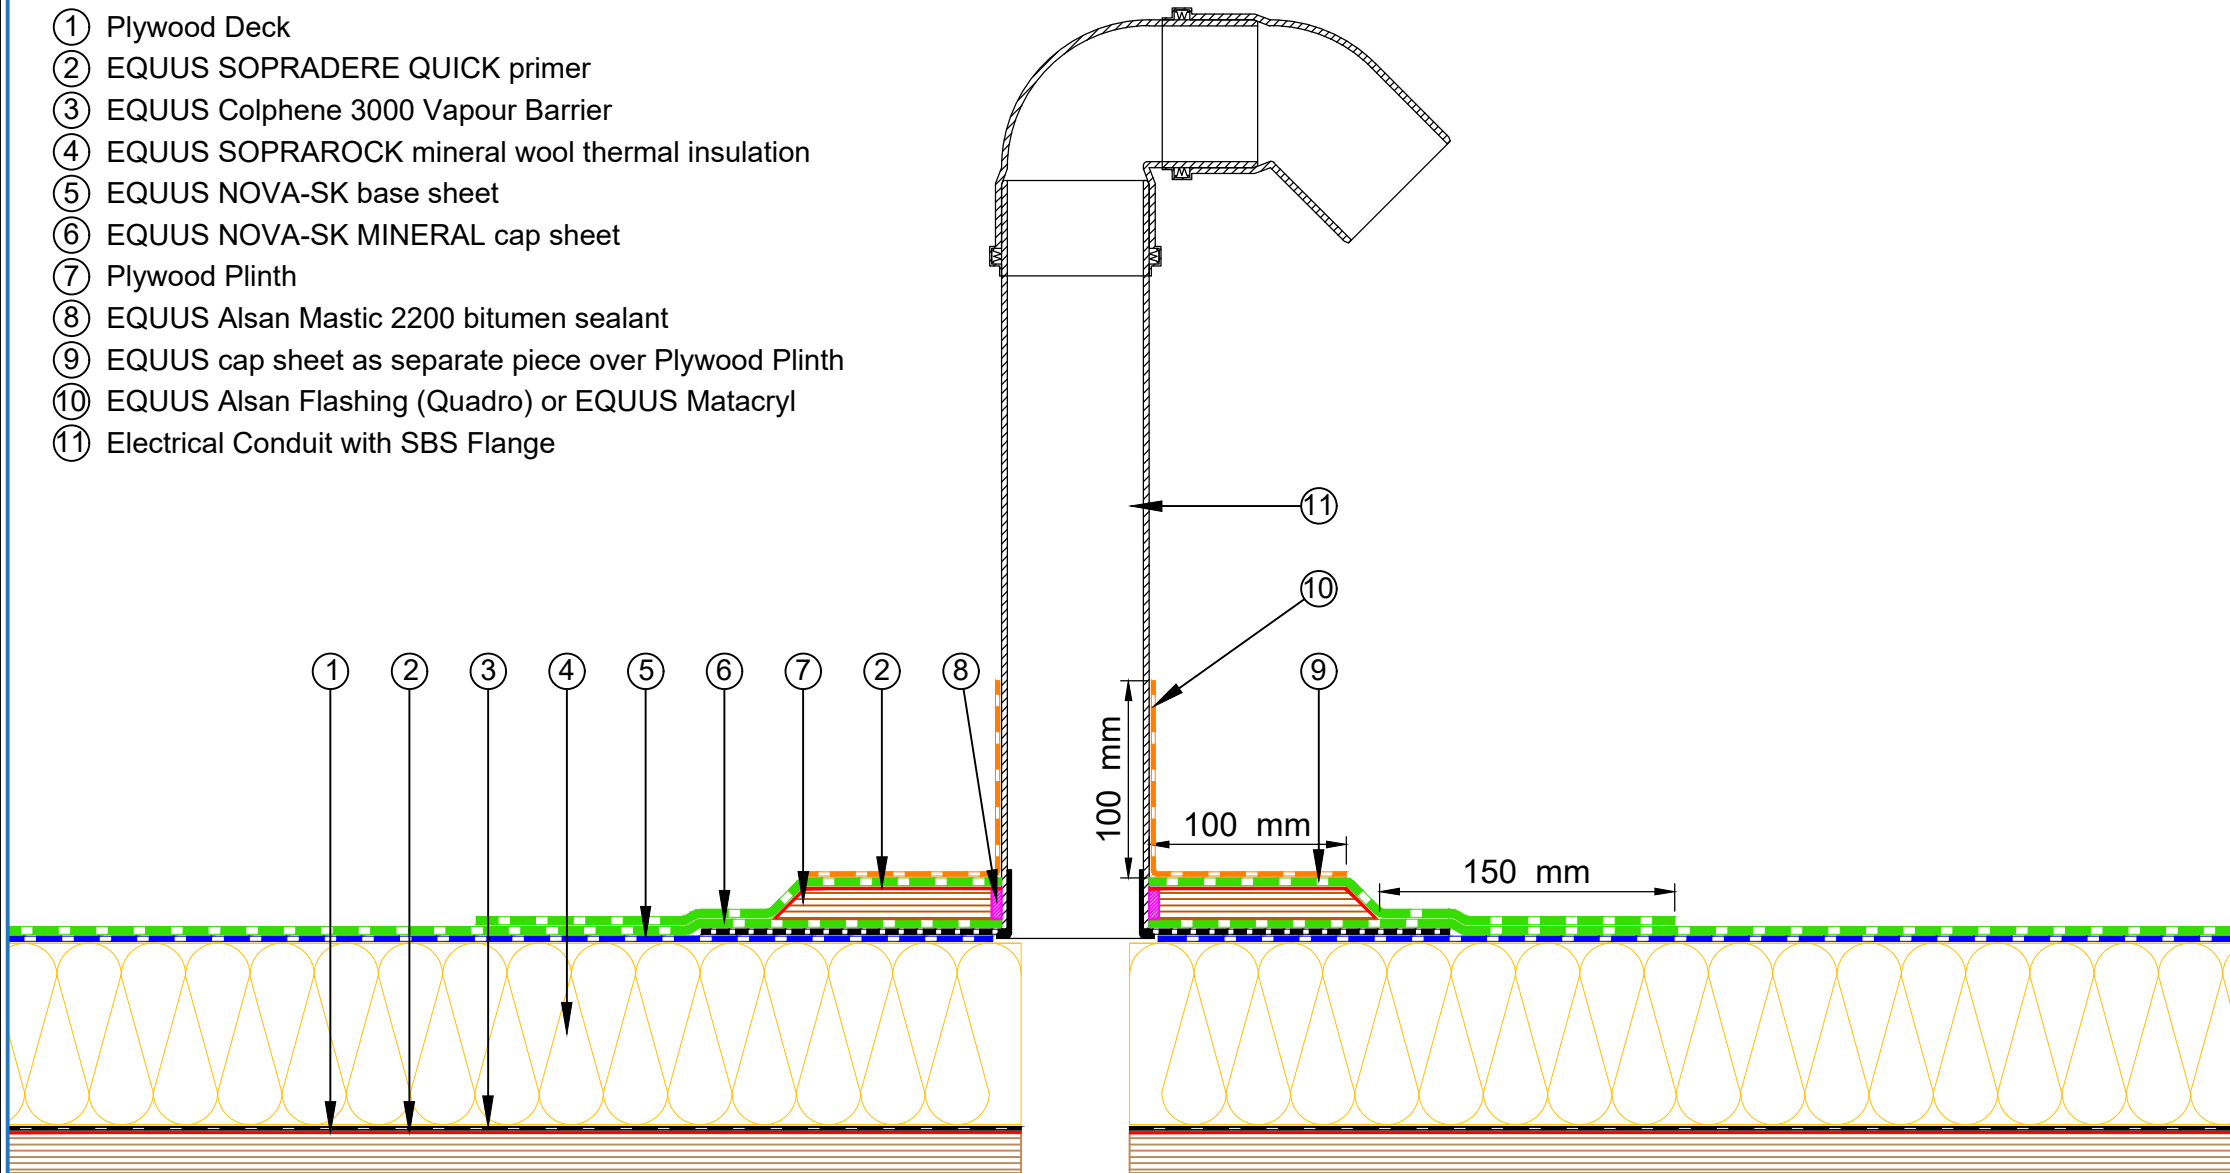 1 Plywood Deck
2 EQUUS SOPRADERE QUICK primer
3 EQUUS Colphene 3000 Vapour Barrier
4 EQUUS SOPRAROCK mineral wool thermal insulation
5 EQUUS NOVA-SK base sheet
6 EQUUS NOVA-SK MINERAL cap sheet
7 Plywood Plinth
8 EQUUS Alsan Mastic 2200 bitumen sealant
9 EQUUS cap sheet as separate piece over Plywood Plinth
10 EQUUS Alsan Flashing (Quadro) or EQUUS Matacryl
11 Electrical Conduit with SBS Flange
11
10
1 2 3 4 5 6 7 2 8 9
100 mm
100 mm
150 mm